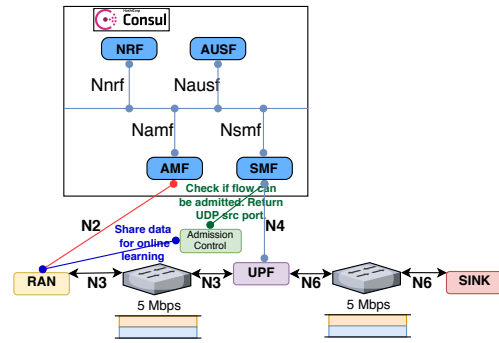 HashiCorp
Consul
NRF
AUSF
Nnrf
Nausf
Namf
Nsmf
AMF
SMF
Check if flow can
be admitted. Return
UDP src port
N2
N4
Share data
for online
learning
Admission
Control
RAN
N3
N3
UPF
N6
N6
SINK
5 Mbps
5 Mbps